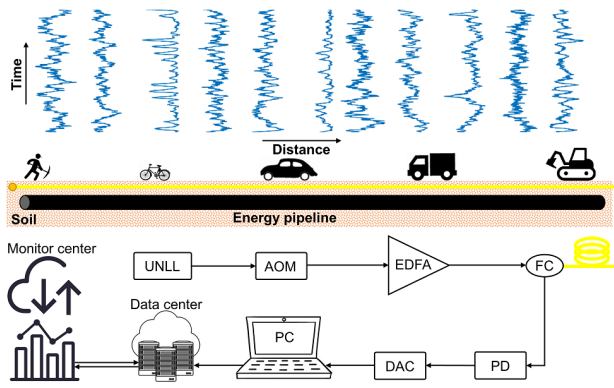 Time
Distance
Soil
Energy pipeline
Monitor center
UNLL
AOM
EDFA
FC
Data center
PC
DAC
PD